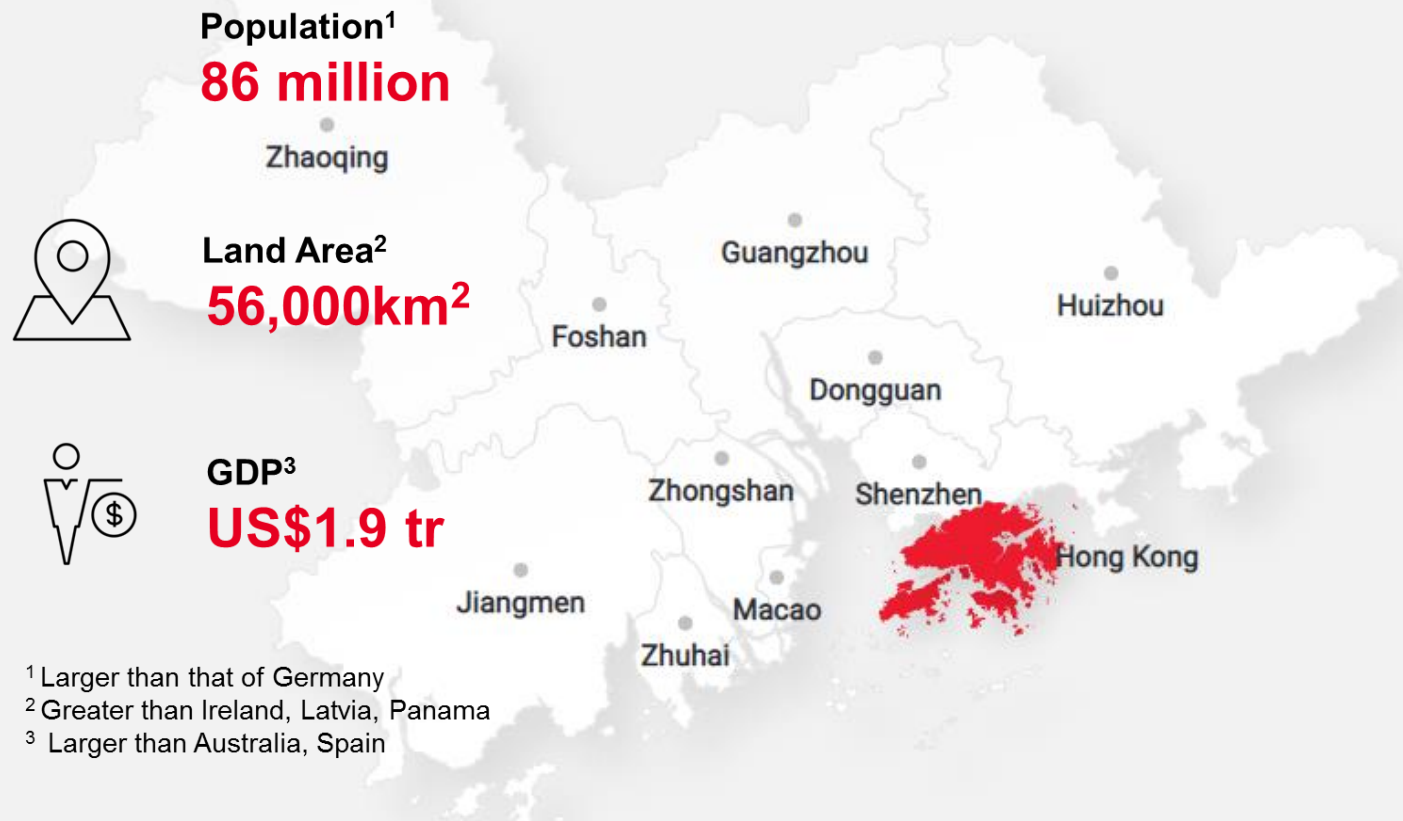 Population¹
86 million
Zhaoqing
Land Area²
56,000km²
Guangzhou
Huizhou
Foshan
Dongguan
GDP³
US$1.9 tr
$
Zhongshan
Shenzhen
Hong Kong
Jiangmen
Macao
Zhuhai
¹ Larger than that of Germany
² Greater than Ireland, Latvia, Panama
³ Larger than Australia, Spain